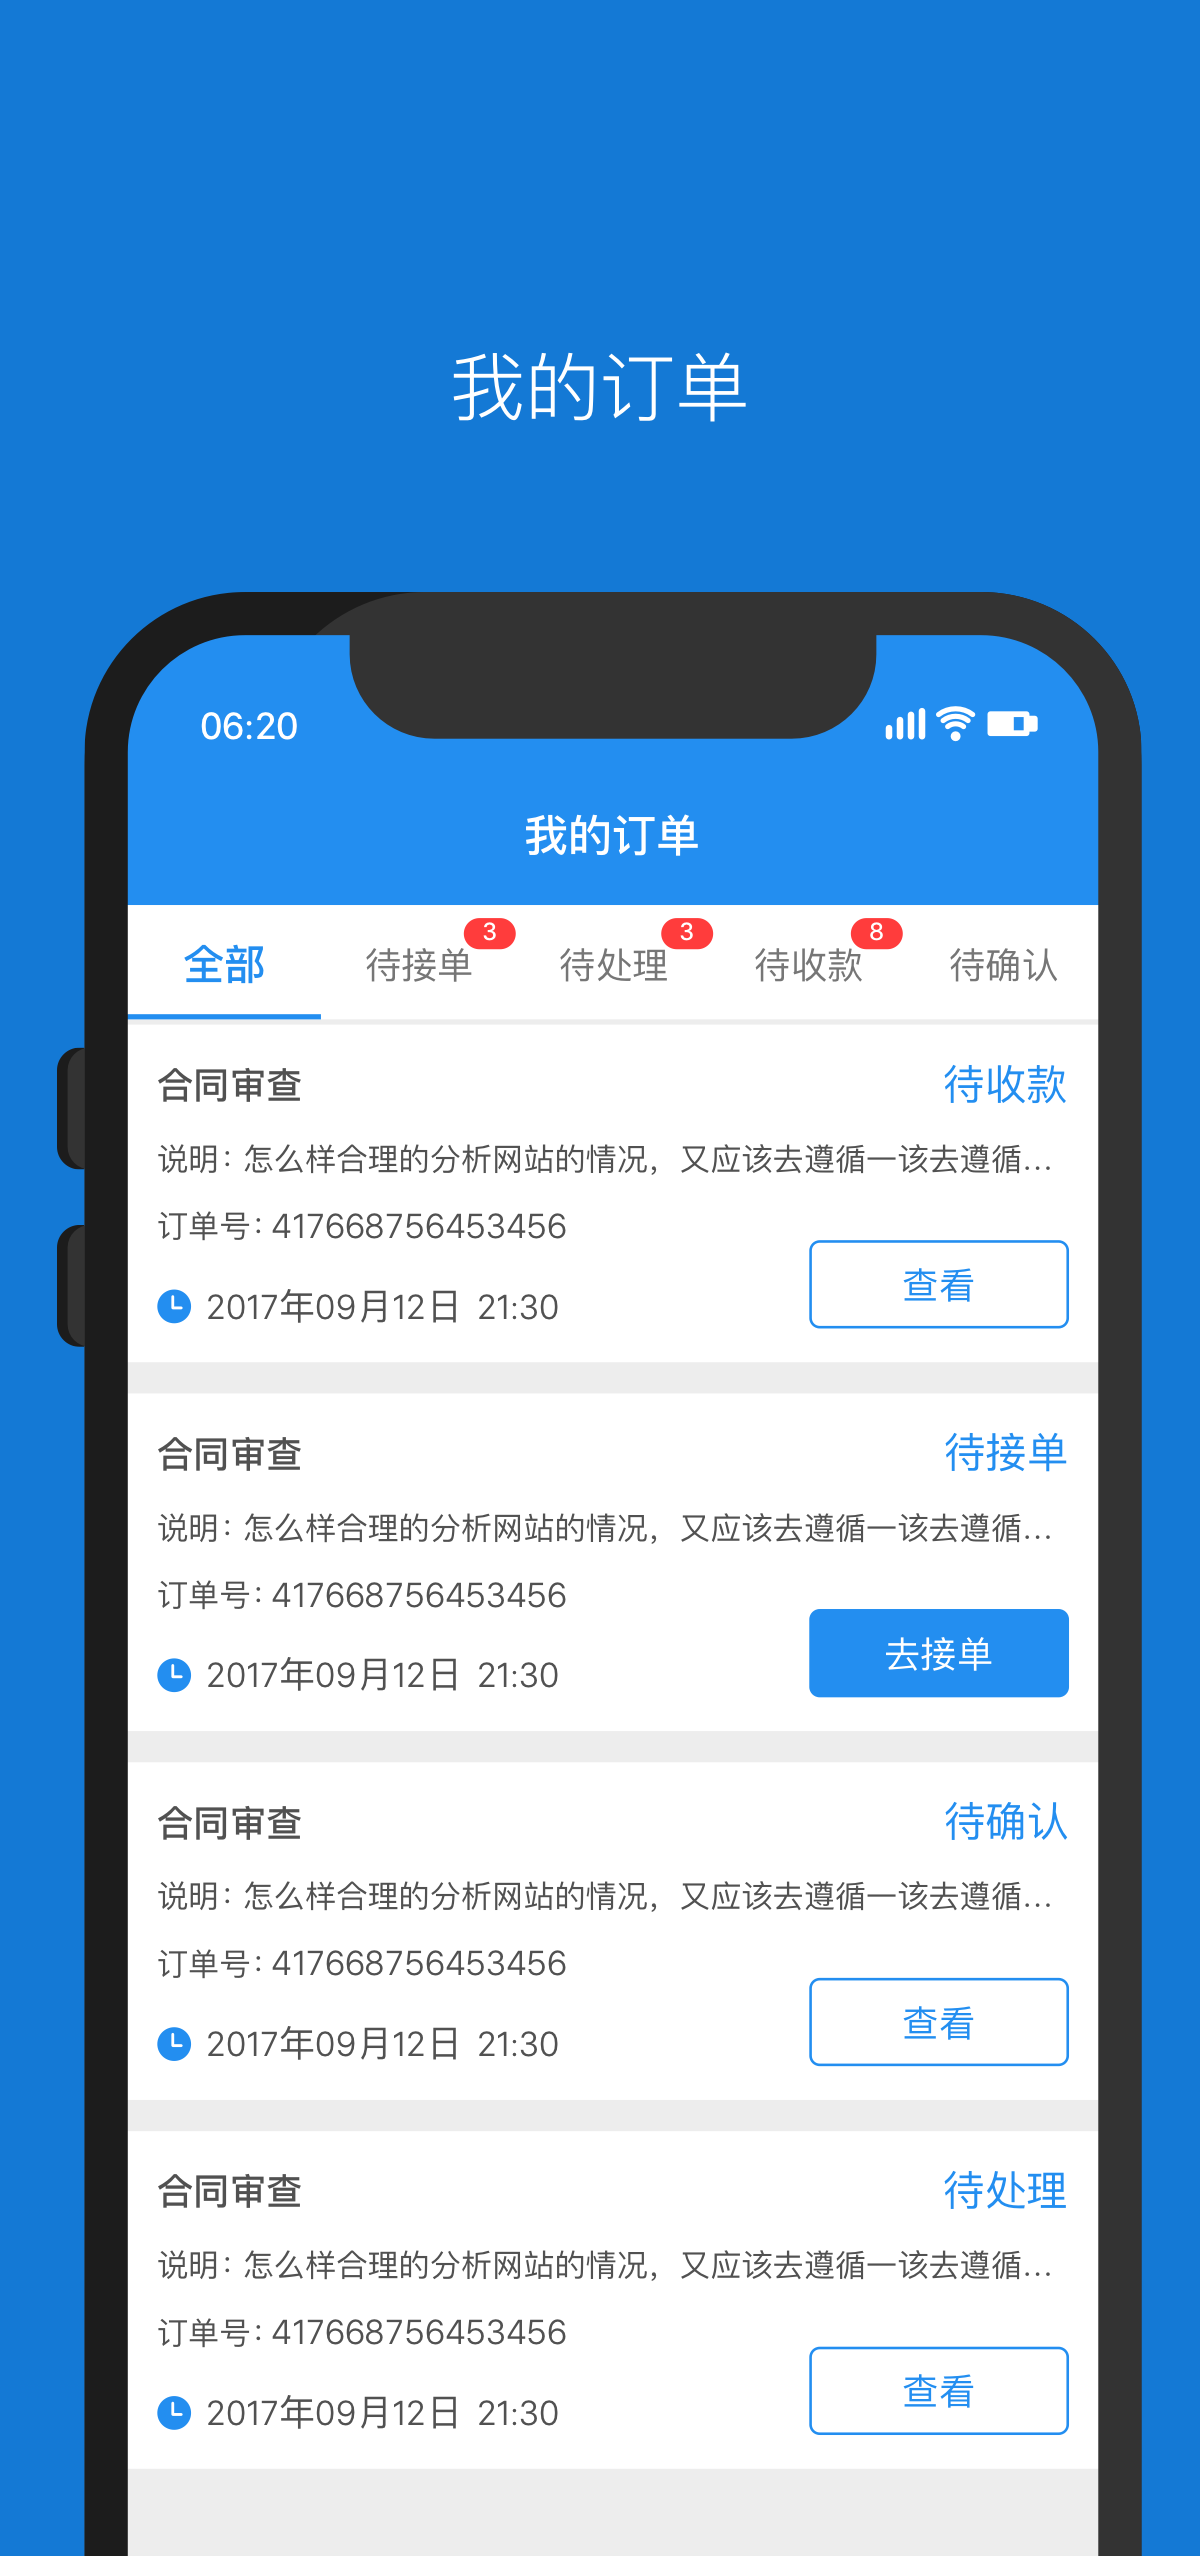 我的订单
06:20
我的订单
全部 待接单 3 待处理 3 待收款 8 待确认
合同审查 待收款
说明：怎么样合理的分析网站的情况，又应该去遵循一该去遵循...
订单号：417668756453456
查看
2017年09月12日 21:30
合同审查 待接单
说明：怎么样合理的分析网站的情况，又应该去遵循一该去遵循...
订单号：417668756453456
去接单
2017年09月12日 21:30
合同审查 待确认
说明：怎么样合理的分析网站的情况，又应该去遵循一该去遵循...
订单号：417668756453456
查看
2017年09月12日 21:30
合同审查 待处理
说明：怎么样合理的分析网站的情况，又应该去遵循一该去遵循...
订单号：417668756453456
查看
2017年09月12日 21:30